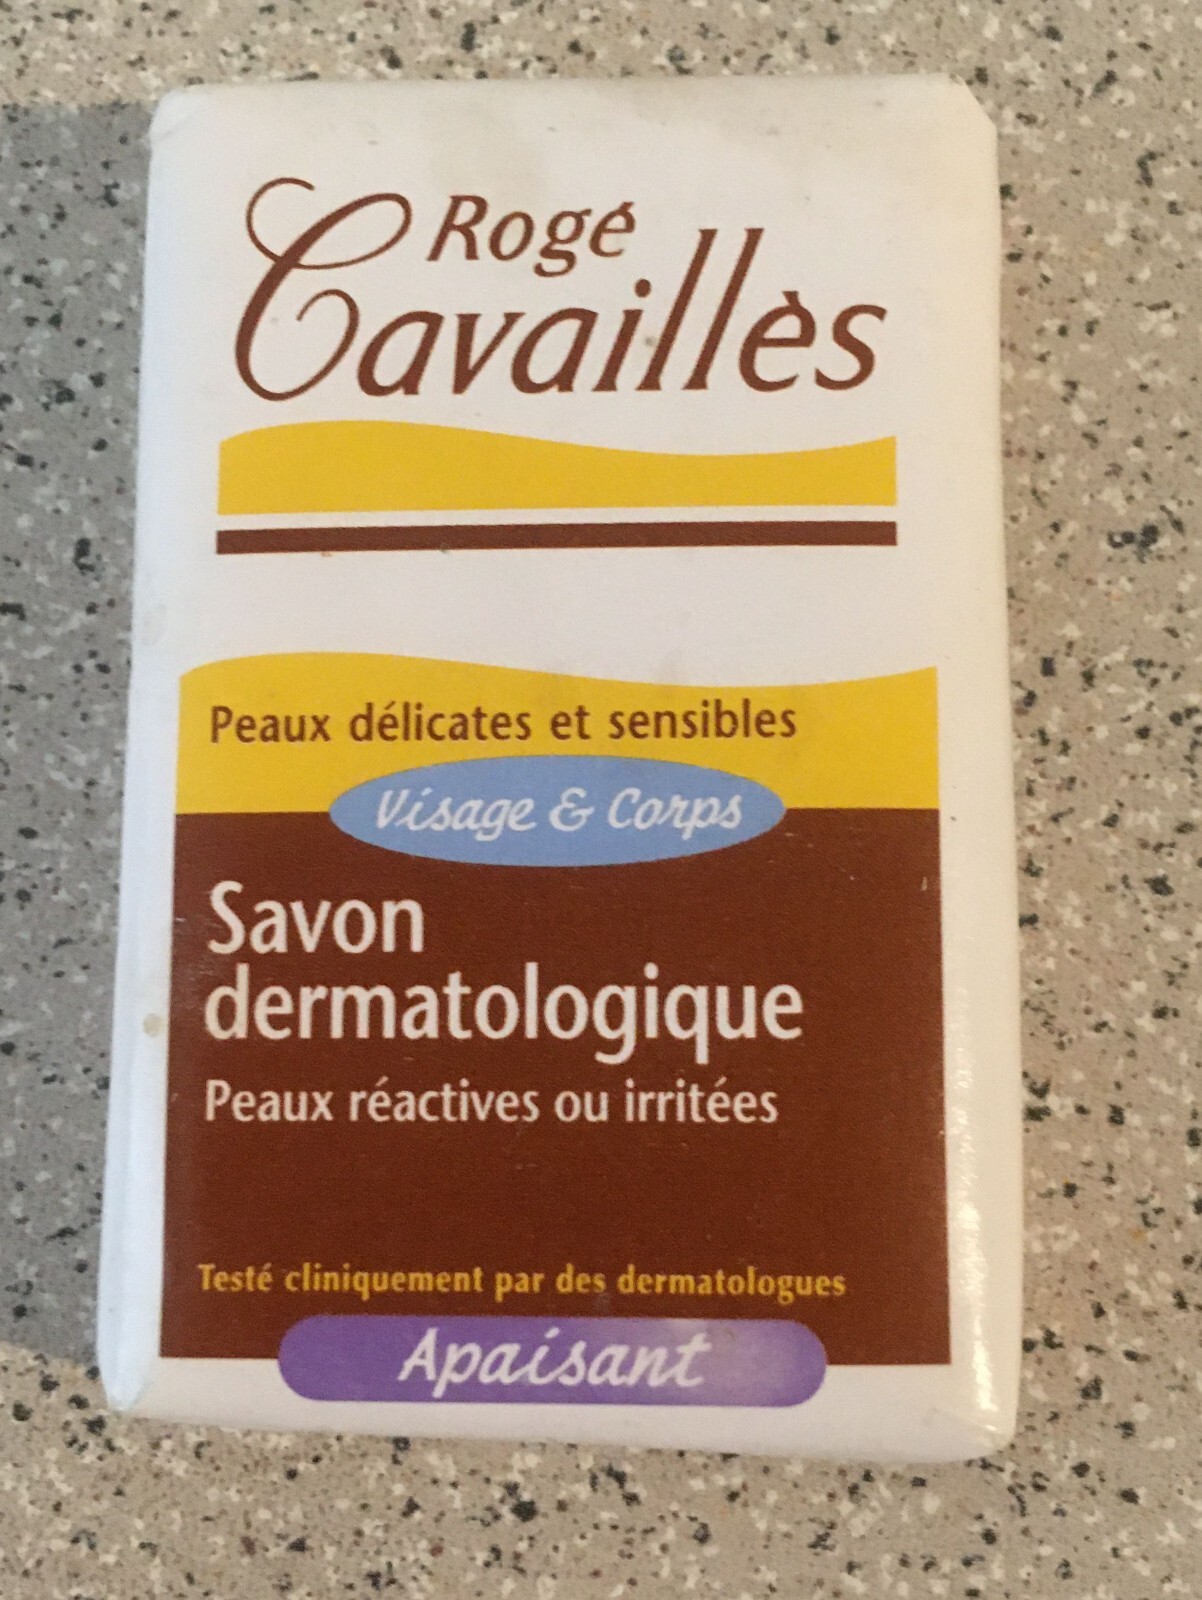 Rogé
Cavaillès
Peaux délicates et sensibles
Visage & Corps
Savon
dermatologique
Peaux réactives ou irritées
Testé cliniquement par des dermatologues
Apaisant